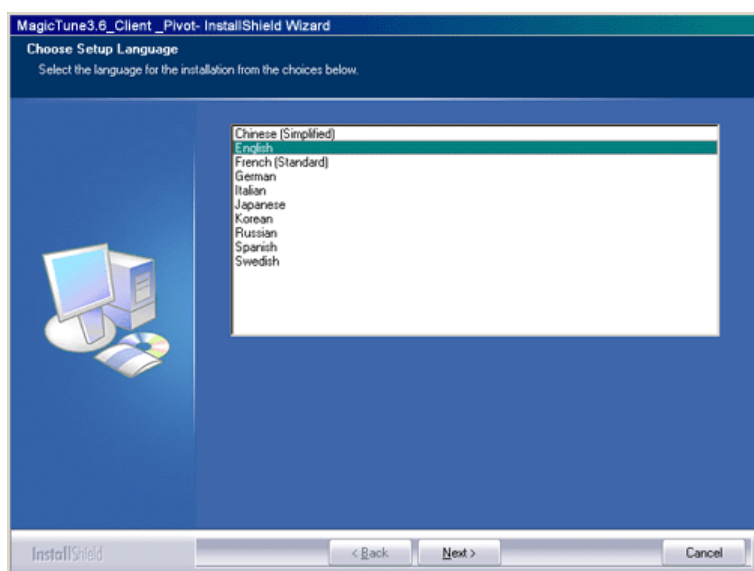 MagicTune3.6_Client _Pivot- InstallShield Wizard
Choose Setup Language
Select the language for the installation from the choices below.
Chinese (Simplified)
English
French (Standard)
German
Italian
Japanese
Korean
Russian
Spanish
Swedish
InstallShield
< Back
Next >
Cancel